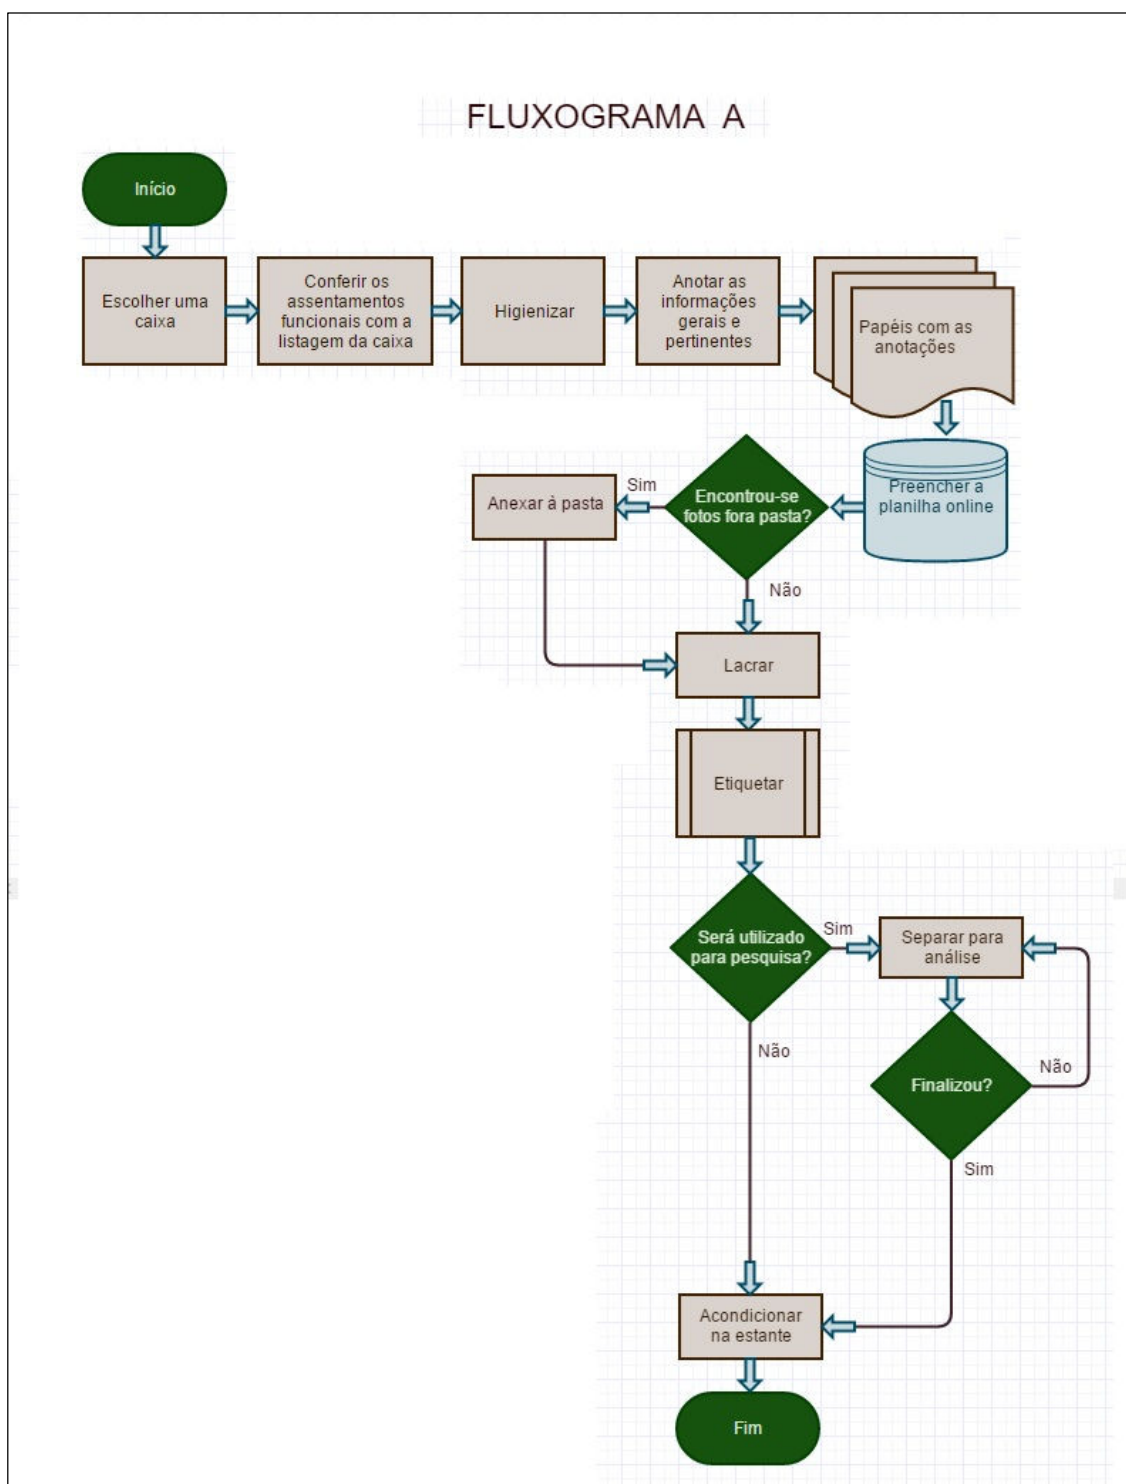 FLUXOGRAMA A
Início
Escolher uma
caixa
Conferir os
assentamentos
funcionais com a
listagem da caixa
Higienizar
Anotar as
informações
gerais e
pertinentes
Papéis com as
anotações
Preencher a
planilha online
Encontrou-se
fotos fora pasta?
Sim
Anexar à pasta
Não
Lacrar
Etiquetar
Será utilizado
para pesquisa?
Sim
Separar para
análise
Não
Finalizou?
Não
Sim
Acondicionar
na estante
Fim